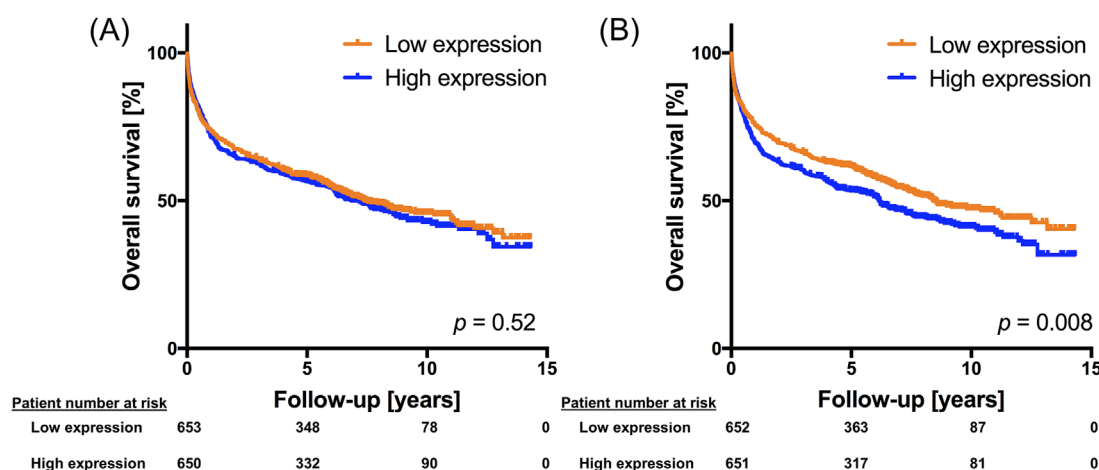 (A)
Low expression
High expression
Overall survival [%]
100
50
0
p = 0.52
0 5 10 15
Follow-up [years]
Patient number at risk
Low expression 653 348 78 0
High expression 650 332 90 0
(B)
Low expression
High expression
Overall survival [%]
100
50
0
p = 0.008
0 5 10 15
Follow-up [years]
Patient number at risk
Low expression 652 363 87 0
High expression 651 317 81 0